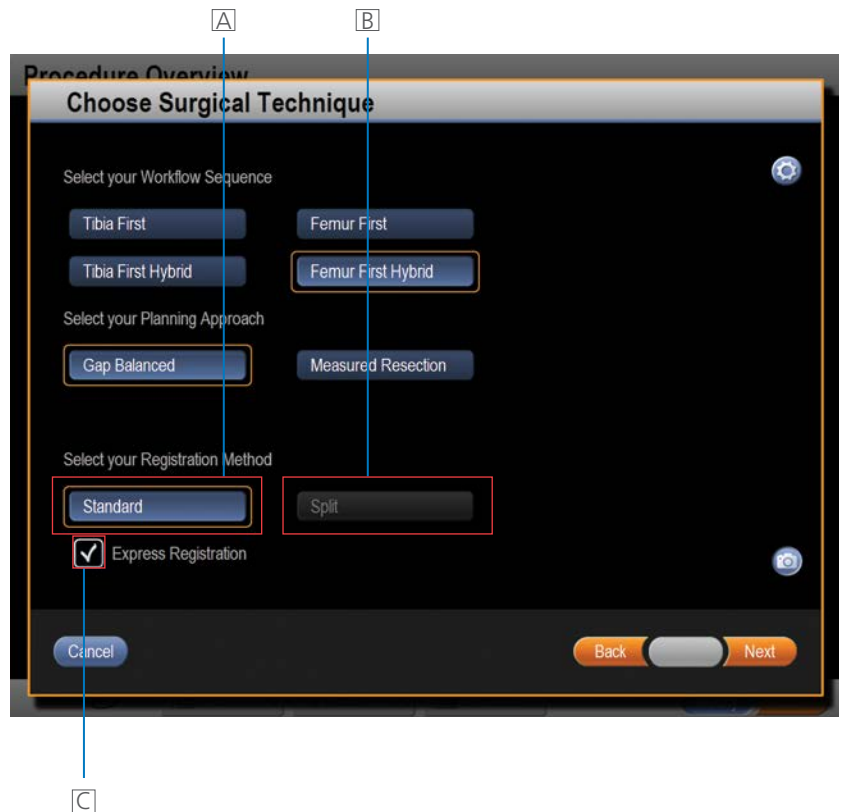 A B
Procedure Overview
Choose Surgical Technique
Select your Workflow Sequence
Tibia First Femur First
Tibia First Hybrid Femur First Hybrid
Select your Planning Approach
Gap Balanced Measured Resection
Select your Registration Method
Standard Split
Express Registration
Cancel Back Next
C